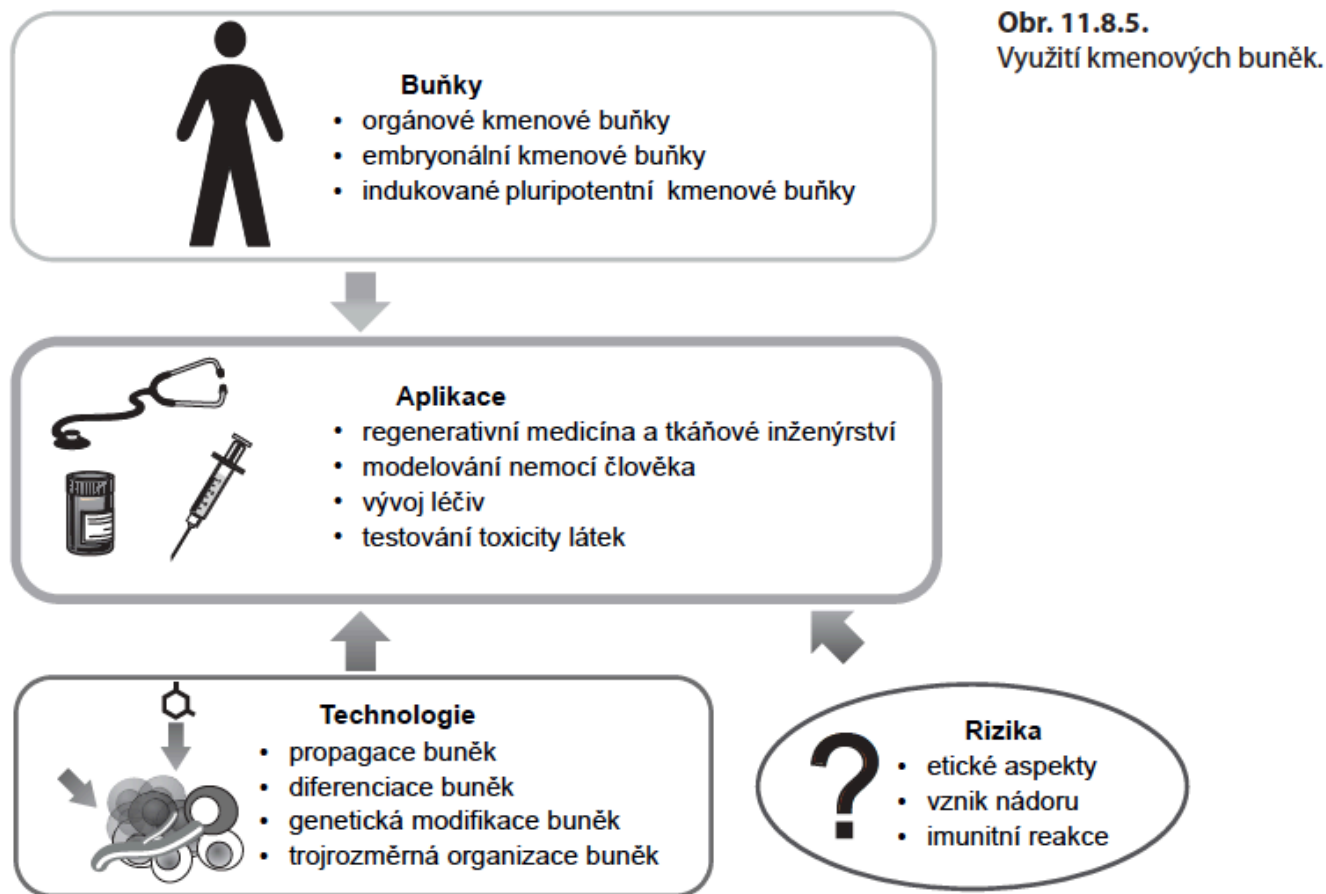 Obr. 11.8.5.
Využití kmenových buněk.
Buňky
• orgánové kmenové buňky
• embryonální kmenové buňky
• indukované pluripotentní kmenové buňky
Aplikace
• regenerativní medicína a tkáňové inženýrství
• modelování nemocí člověka
• vývoj léčiv
• testování toxicity látek
Technologie
• propagace buněk
• diferenciace buněk
• genetická modifikace buněk
• trojrozměrná organizace buněk
?
Rizika
• etické aspekty
• vznik nádoru
• imunitní reakce